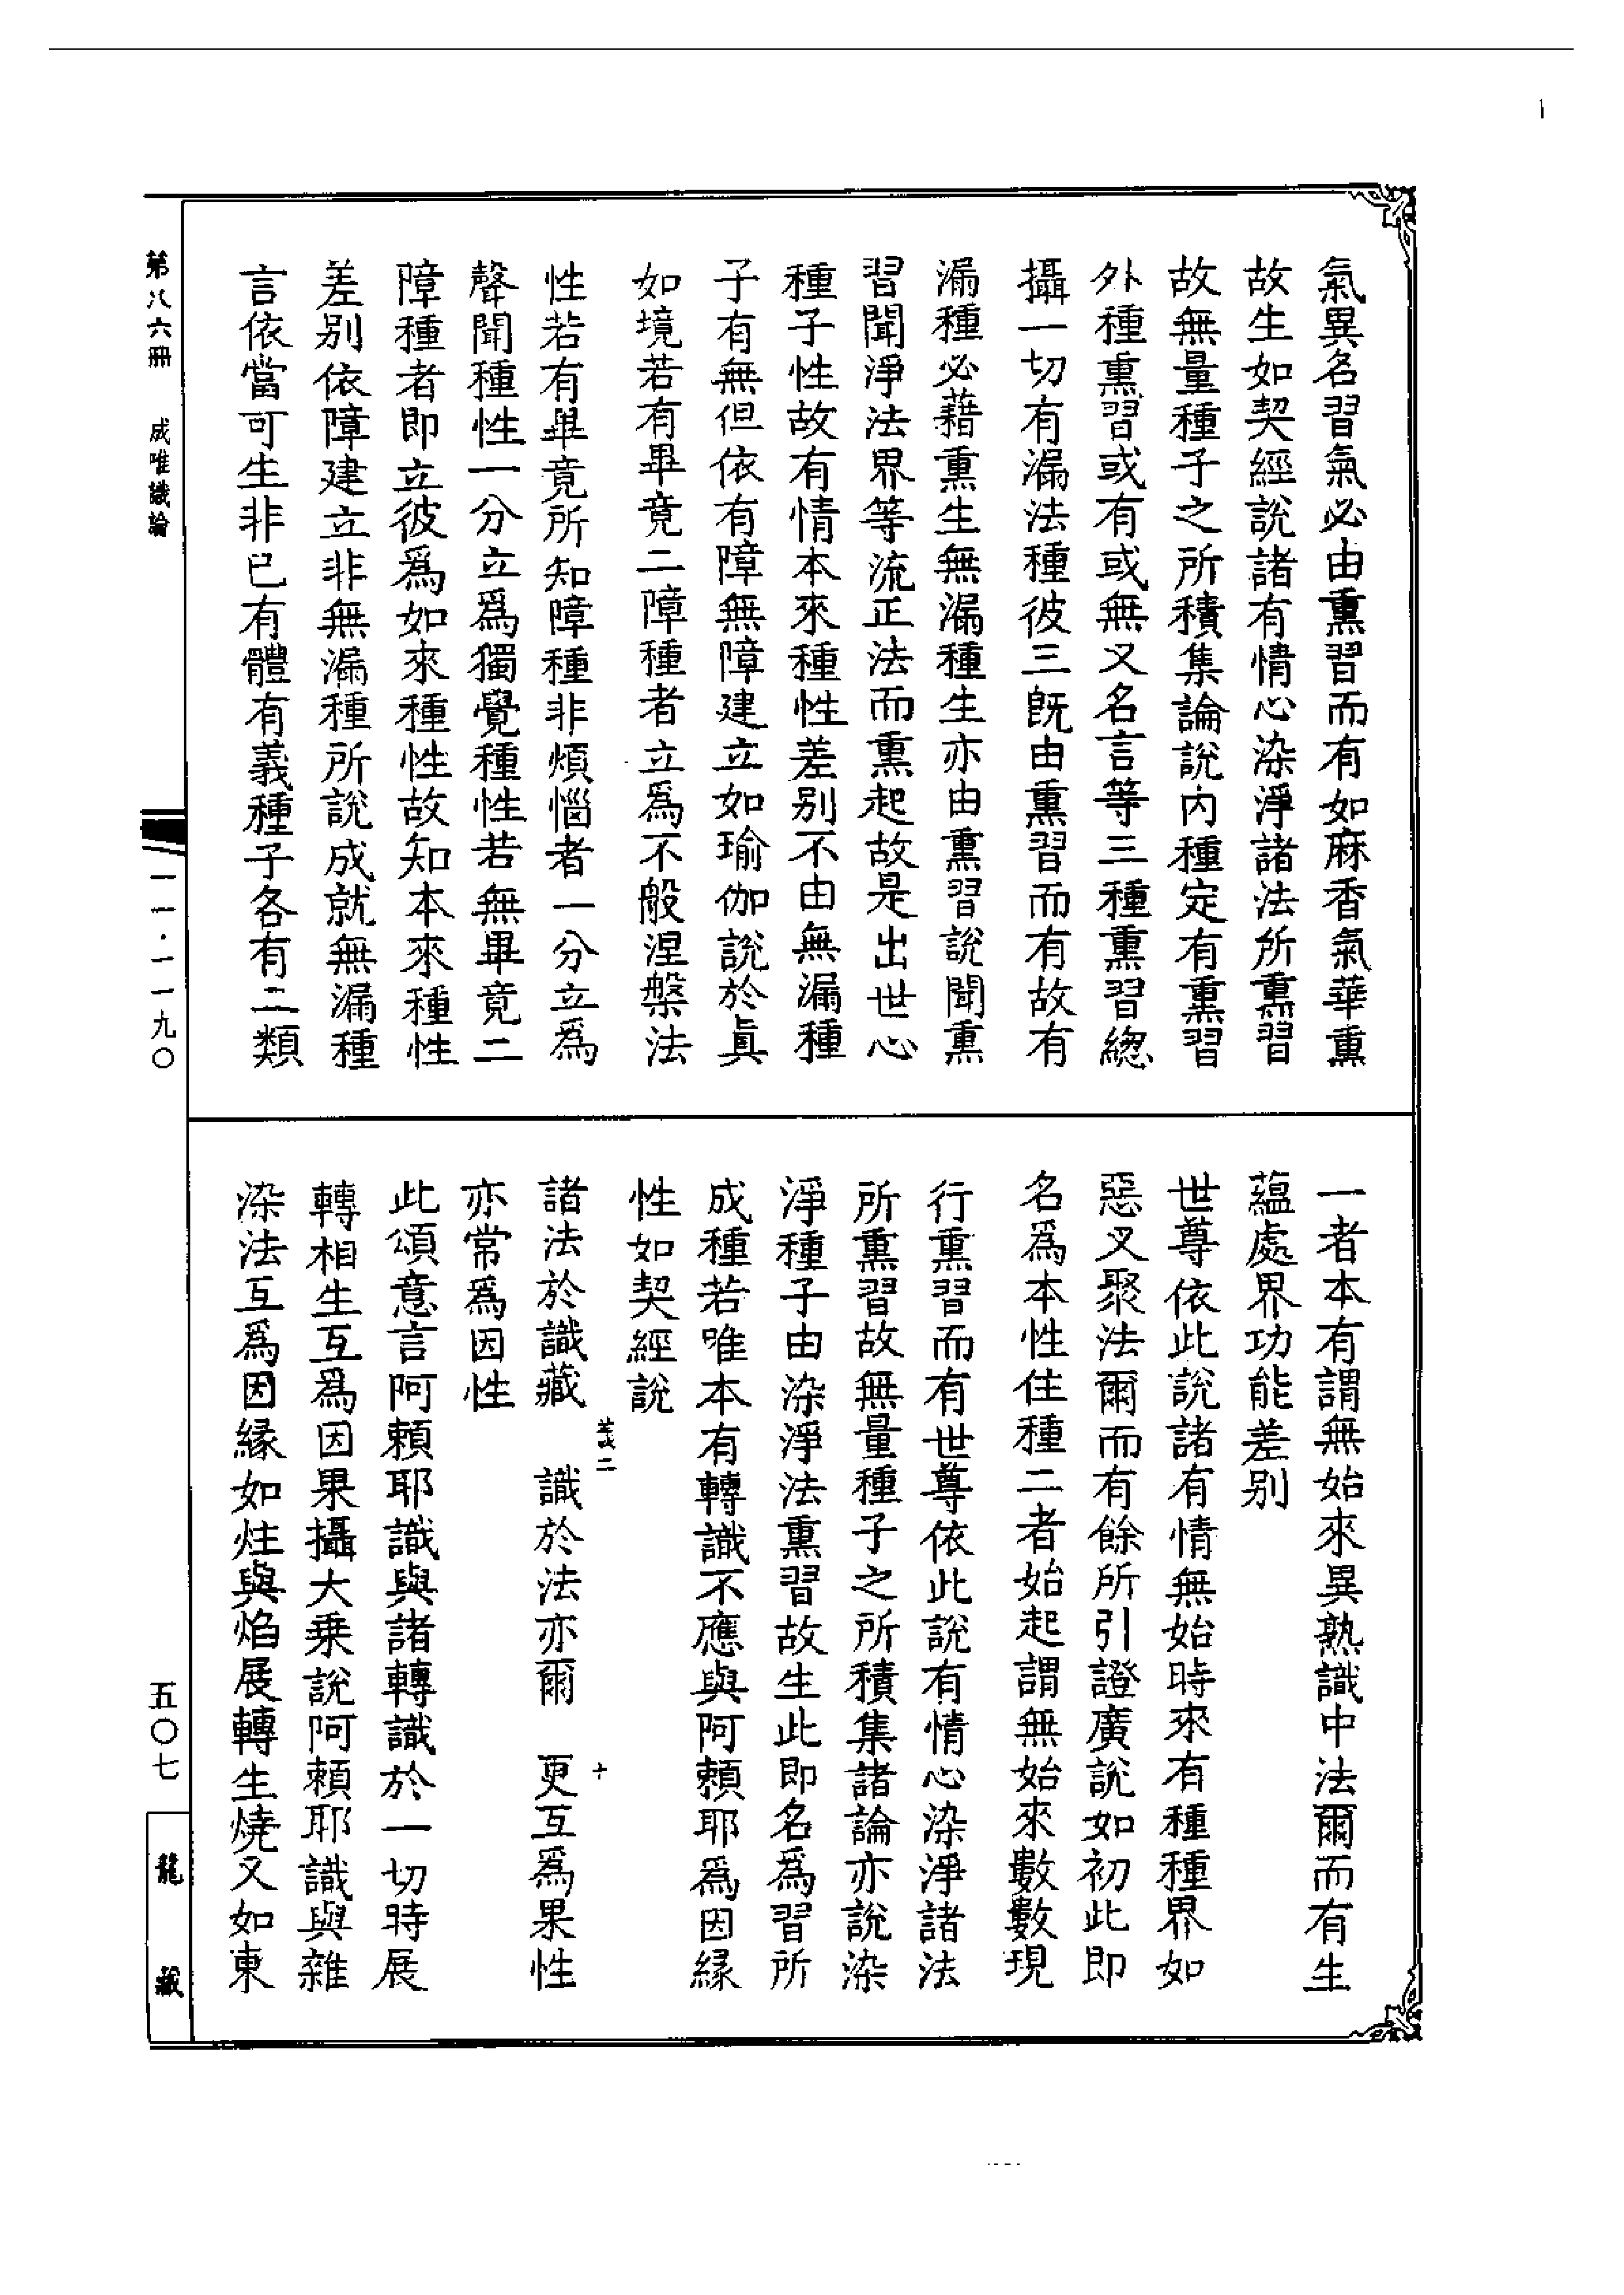 氣異名習氣必由熏習而有如麻香氣華熏
故生如契經說諸有情心染淨諸法所熏習
故無量種子之所積集論說內種定有熏習
外種熏習或有或無又名言等三種熏習總
攝一切有漏法種彼三旣由熏習而有故有
漏種必藉熏生無漏種生亦由熏習說聞熏
習聞淨法界等流正法而熏起故是出世心
種子性故有情本來種性差別不由無漏種
子有無但依有障無障建立如瑜伽說於眞
如境若有畢竟二障種者立爲不般涅槃法
性若有畢竟所知障種非煩惱者一分立爲
聲聞種性一分立爲獨覺種性若無畢竟二
障種者即立彼爲如來種性故知本來種性
差別依障建立非無漏種所說成就無漏種
言依當可生非已有體有義種子各有二類
一者本有謂無始來異熟識中法爾而有生
蘊處界功能差別
世尊依此說諸有情無始時來有種種界如
惡叉聚法爾而有餘所引證廣說如初此即
名爲本性住種二者始起謂無始來數數現
行熏習而有世尊依此說有情心染淨諸法
所熏習故無量種子之所積集諸論亦說染
淨種子由染淨法熏習故生此即名爲習所
成種若唯本有轉識不應與阿賴耶爲因緣
性如契經說
諸法於識藏　識於法亦爾　更互爲果性
亦常爲因性
此頌意言阿賴耶識與諸轉識於一切時展
轉相生互爲因果攝大乗說阿賴耶識與雜
染法互爲因緣如炷與焰展轉生燒又如束
第八六冊　成唯識論
一一·一一九〇
五〇七
龍藏
二
十
1